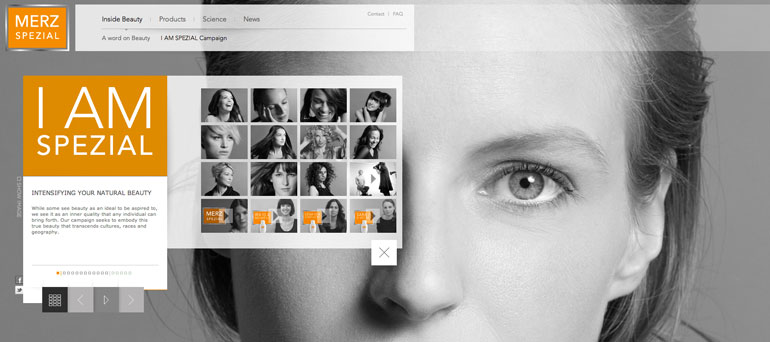 MERZ
SPEZIAL
Inside Beauty
Products
Science
News
Contact
FAQ
A word on Beauty
I AM SPEZIAL Campaign
I AM
SPEZIAL
SHOW IMAGE
INTENSIFYING YOUR NATURAL BEAUTY
While some see beauty as an ideal to be aspired to,
we see it as an inner quality that any individual can
bring forth. Our campaign seeks to embody this
true beauty that transcends cultures, races and
geography.
MERZ
SPEZIAL